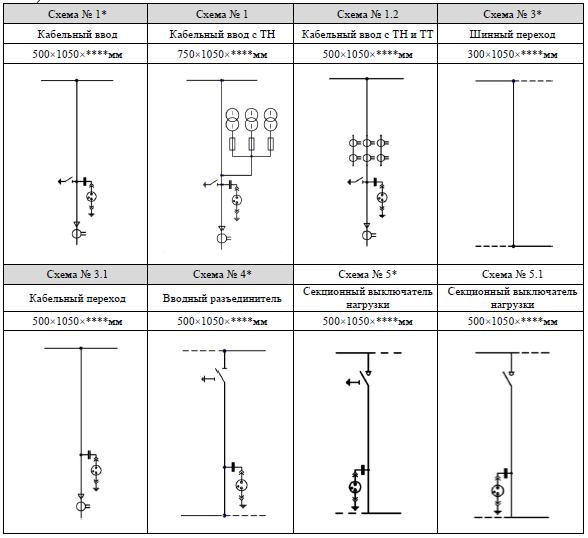 Схема № 1* Схема № 1 Схема № 1.2 Схема № 3*
Кабельный ввод Кабельный ввод с ТН Кабельный ввод с ТН и ТТ Шинный переход
500×1050×****мм 750×1050×****мм 500×1050×****мм 300×1050×****мм
Схема № 3.1 Схема № 4* Схема № 5* Схема № 5.1
Кабельный переход Вводный разъединитель Секционный выключатель нагрузки Секционный выключатель нагрузки
500×1050×****мм 500×1050×****мм 500×1050×****мм 500×1050×****мм